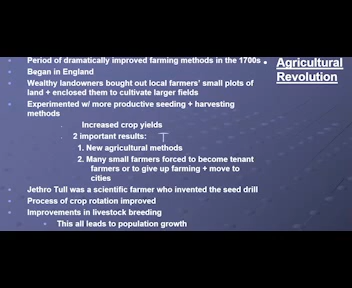 Agricultural
Revolution
Period of dramatically improved farming methods in the 1700s
Began in England
Wealthy landowners bought out local farmers' small plots of
land + enclosed them to cultivate larger fields
Experimented w/ more productive seeding + harvesting
methods
Increased crop yields
2 important results:
1. New agricultural methods
2. Many small farmers forced to become tenant
farmers or to give up farming + move to
cities
Jethro Tull was a scientific farmer who invented the seed drill
Process of crop rotation improved
Improvements in livestock breeding
This all leads to population growth